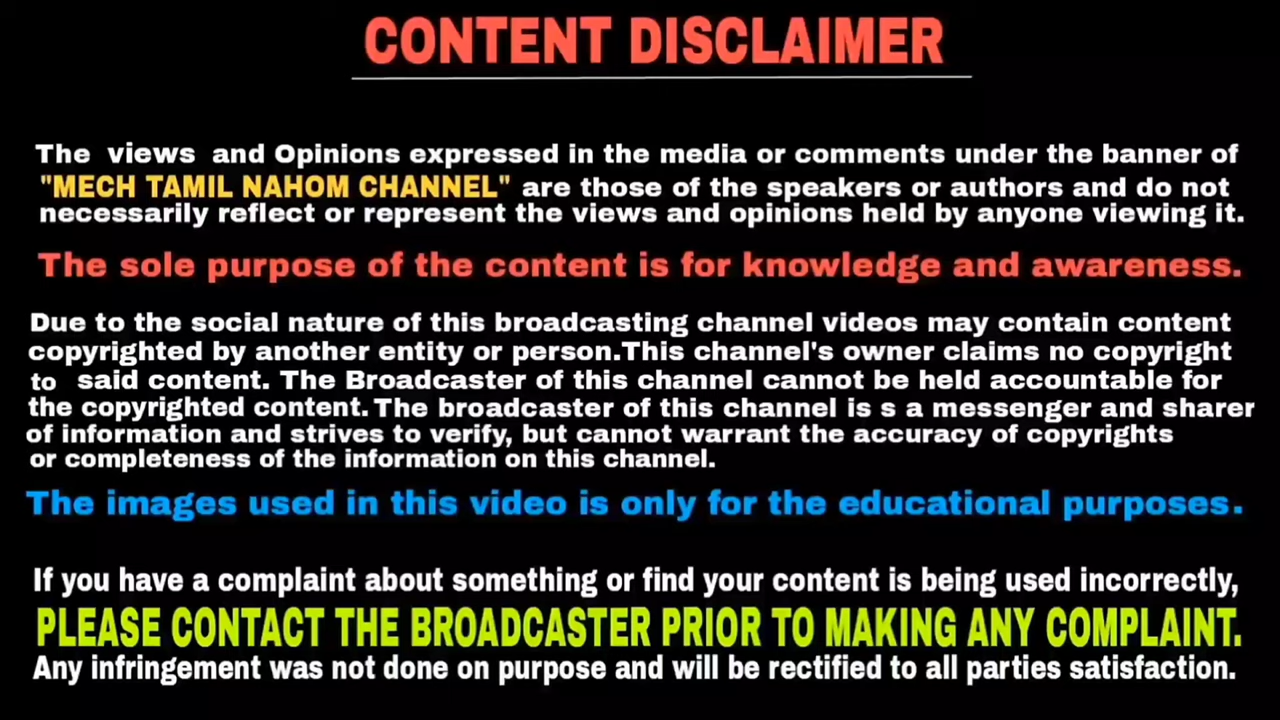 CONTENT DISCLAIMER
The views and Opinions expressed in the media or comments under the banner of
"MECH TAMIL NAHOM CHANNEL" are those of the speakers or authors and do not
necessarily reflect or represent the views and opinions held by anyone viewing it.
The sole purpose of the content is for knowledge and awareness.
Due to the social nature of this broadcasting channel videos may contain content
copyrighted by another entity or person.This channel's owner claims no copyright
to said content. The Broadcaster of this channel cannot be held accountable for
the copyrighted content. The broadcaster of this channel is s a messenger and sharer
of information and strives to verify, but cannot warrant the accuracy of copyrights
or completeness of the information on this channel.
The images used in this video is only for the educational purposes.
If you have a complaint about something or find your content is being used incorrectly,
PLEASE CONTACT THE BROADCASTER PRIOR TO MAKING ANY COMPLAINT.
Any infringement was not done on purpose and will be rectified to all parties satisfaction.